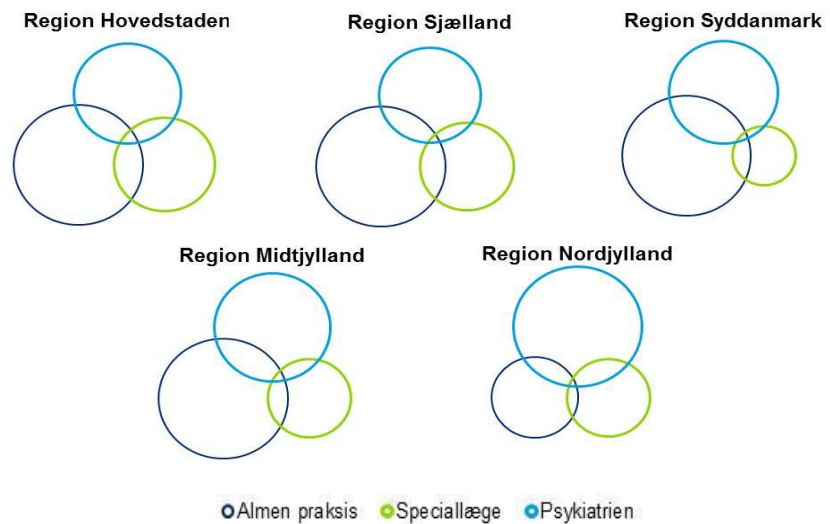 Region Hovedstaden
Region Sjælland
Region Syddanmark
Region Midtjylland
Region Nordjylland
Almen praksis Speciallæge Psykiatrien